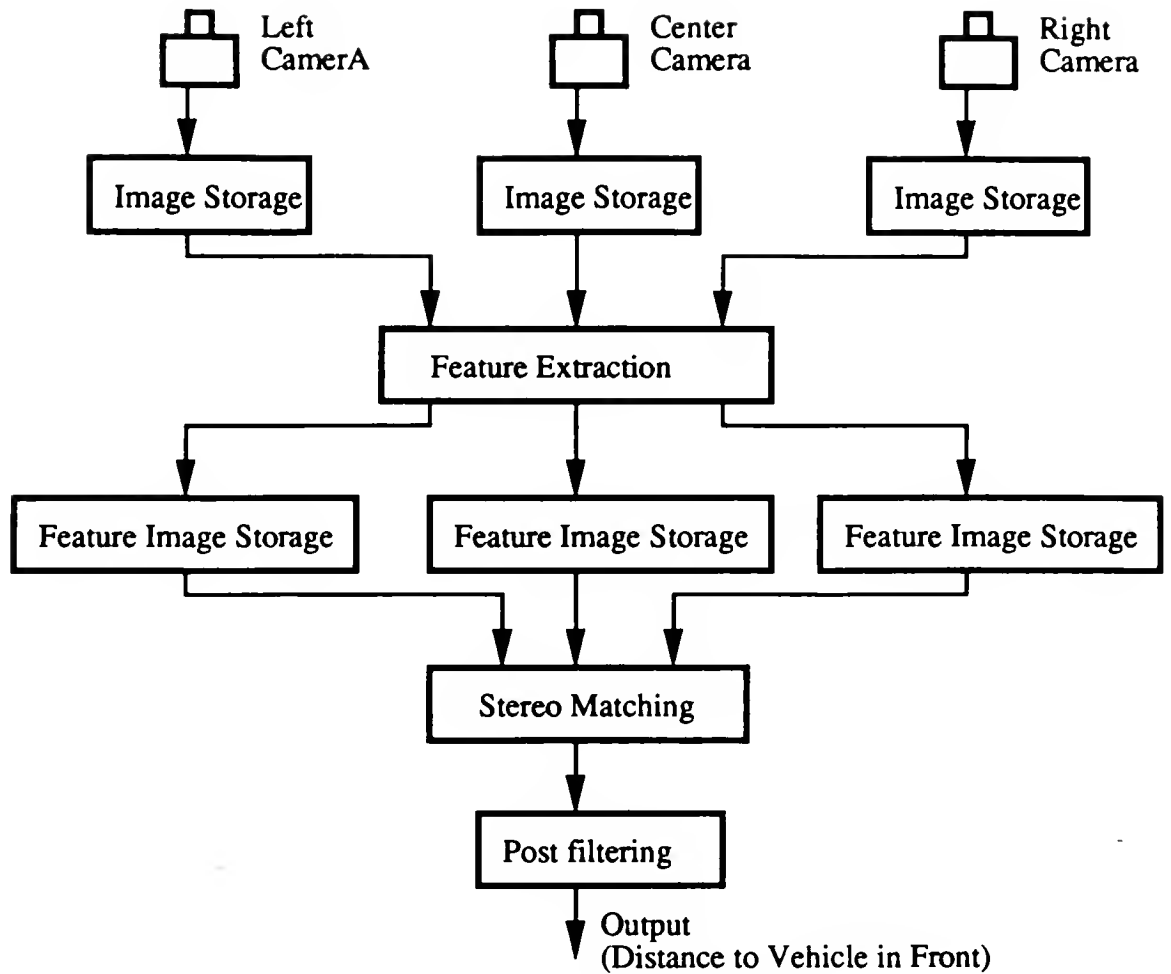 Left
CamerA
Center
Camera
Right
Camera
Image Storage
Image Storage
Image Storage
Feature Extraction
Feature Image Storage
Feature Image Storage
Feature Image Storage
Stereo Matching
Post filtering
Output
(Distance to Vehicle in Front)